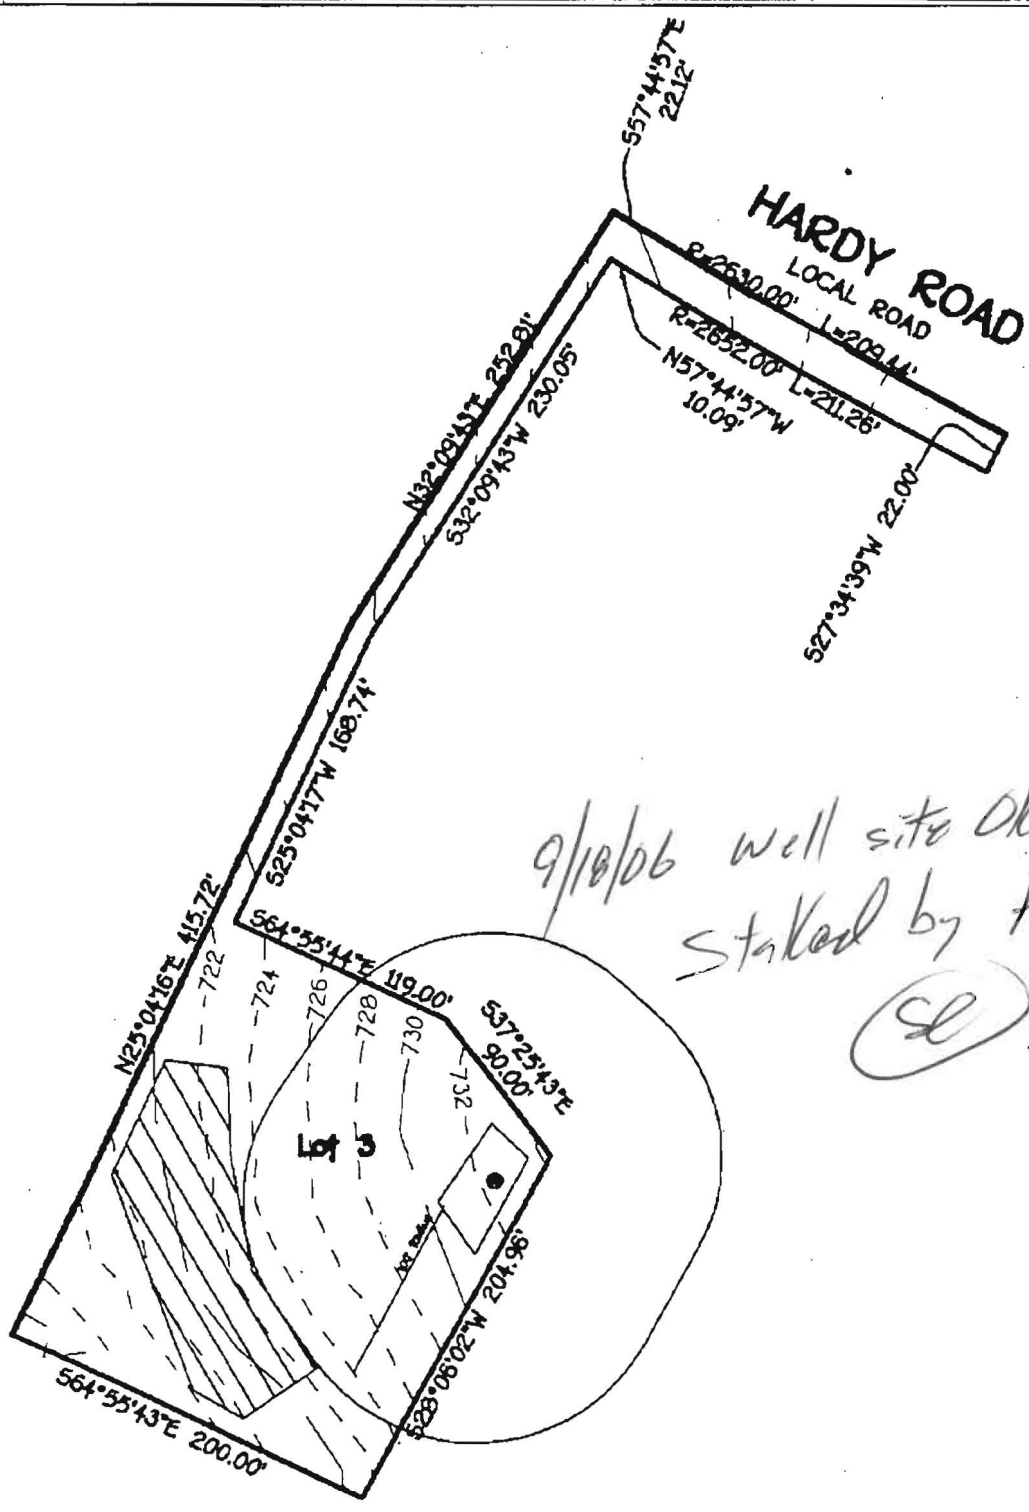 S57°44'57"E
22.12'
HARDY ROAD
LOCAL ROAD
R=2630.00' L=209.44'
R=2652.00' L=211.26'
N57°44'57"W
10.09'
S27°34'39"W 22.00'
N32°09'43"E 252.81'
S32°09'43"W 230.05'
S25°04'17"W 168.74'
N25°04'16"E 415.72'
S64°55'44"E 119.00'
S37°25'43"E
90.00'
722
724
726
728
730
732
Lot 3
S28°06'02"W 204.96'
S64°55'43"E 200.00'
9/18/06 well site
staked by